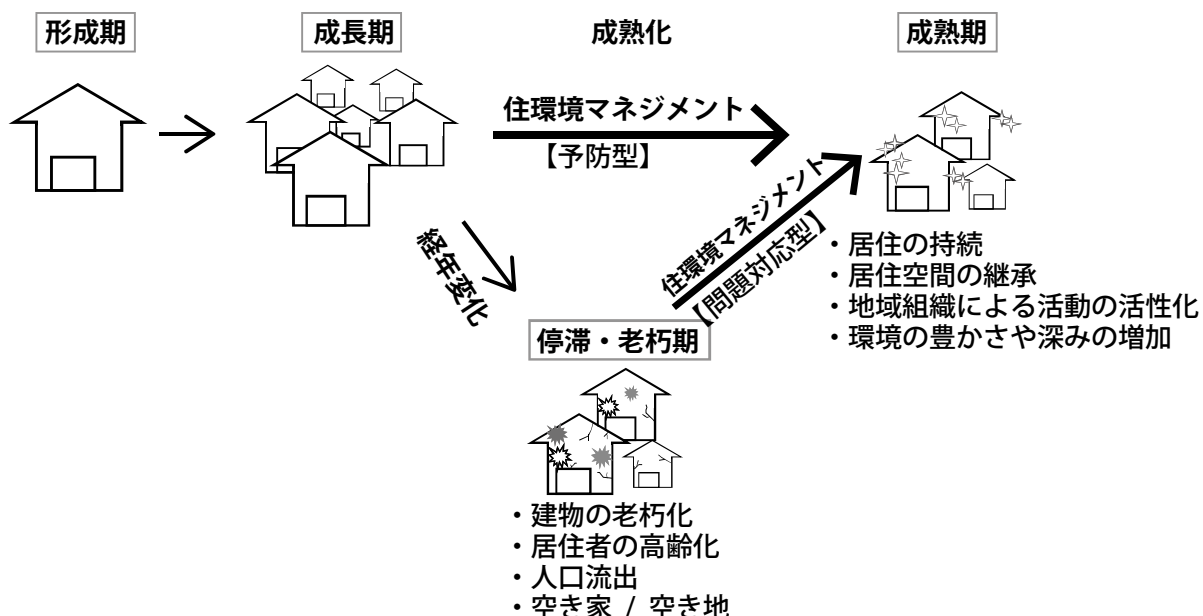 形成期
成長期
成熟化
成熟期
住環境マネジメント
【予防型】
経年変化
住環境マネジメント
【問題対応型】
・居住の持続
・居住空間の継承
・地域組織による活動の活性化
・環境の豊かさや深みの増加
停滞・老朽期
・建物の老朽化
・居住者の高齢化
・人口流出
・空き家 / 空き地